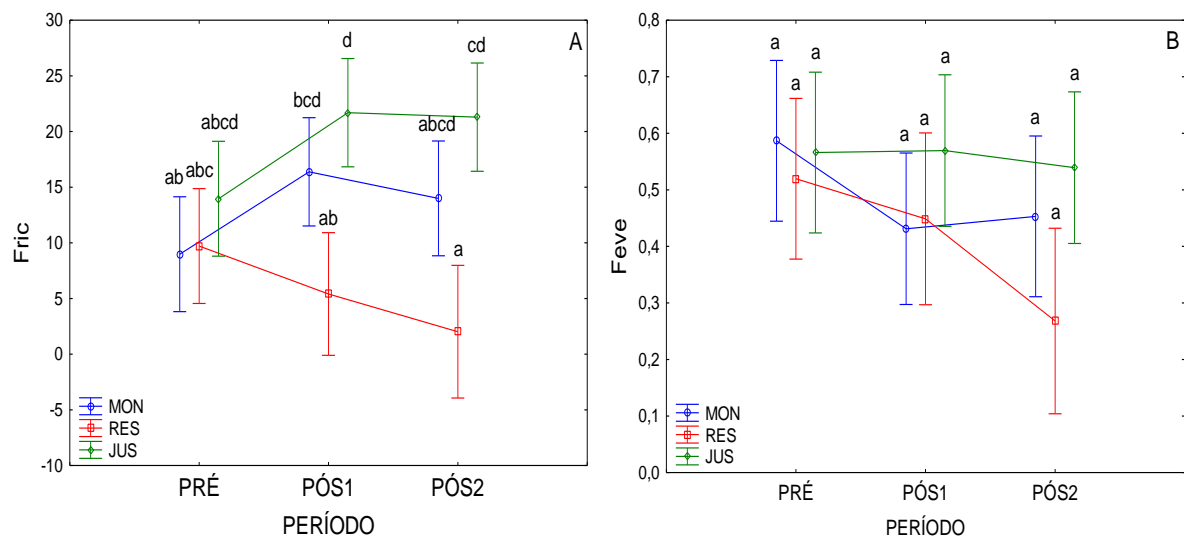 A
Fric
30
25
20
15
10
5
0
-5
-10
ab
abc
abcd
bcd
ab
d
abcd
a
cd
MON
RES
JUS
PRÉ PÓS1 PÓS2
PERÍODO
B
Feve
0,8
0,7
0,6
0,5
0,4
0,3
0,2
0,1
0,0
a
a
a
a
a
a
a
a
a
MON
RES
JUS
PRÉ PÓS1 PÓS2
PERÍODO